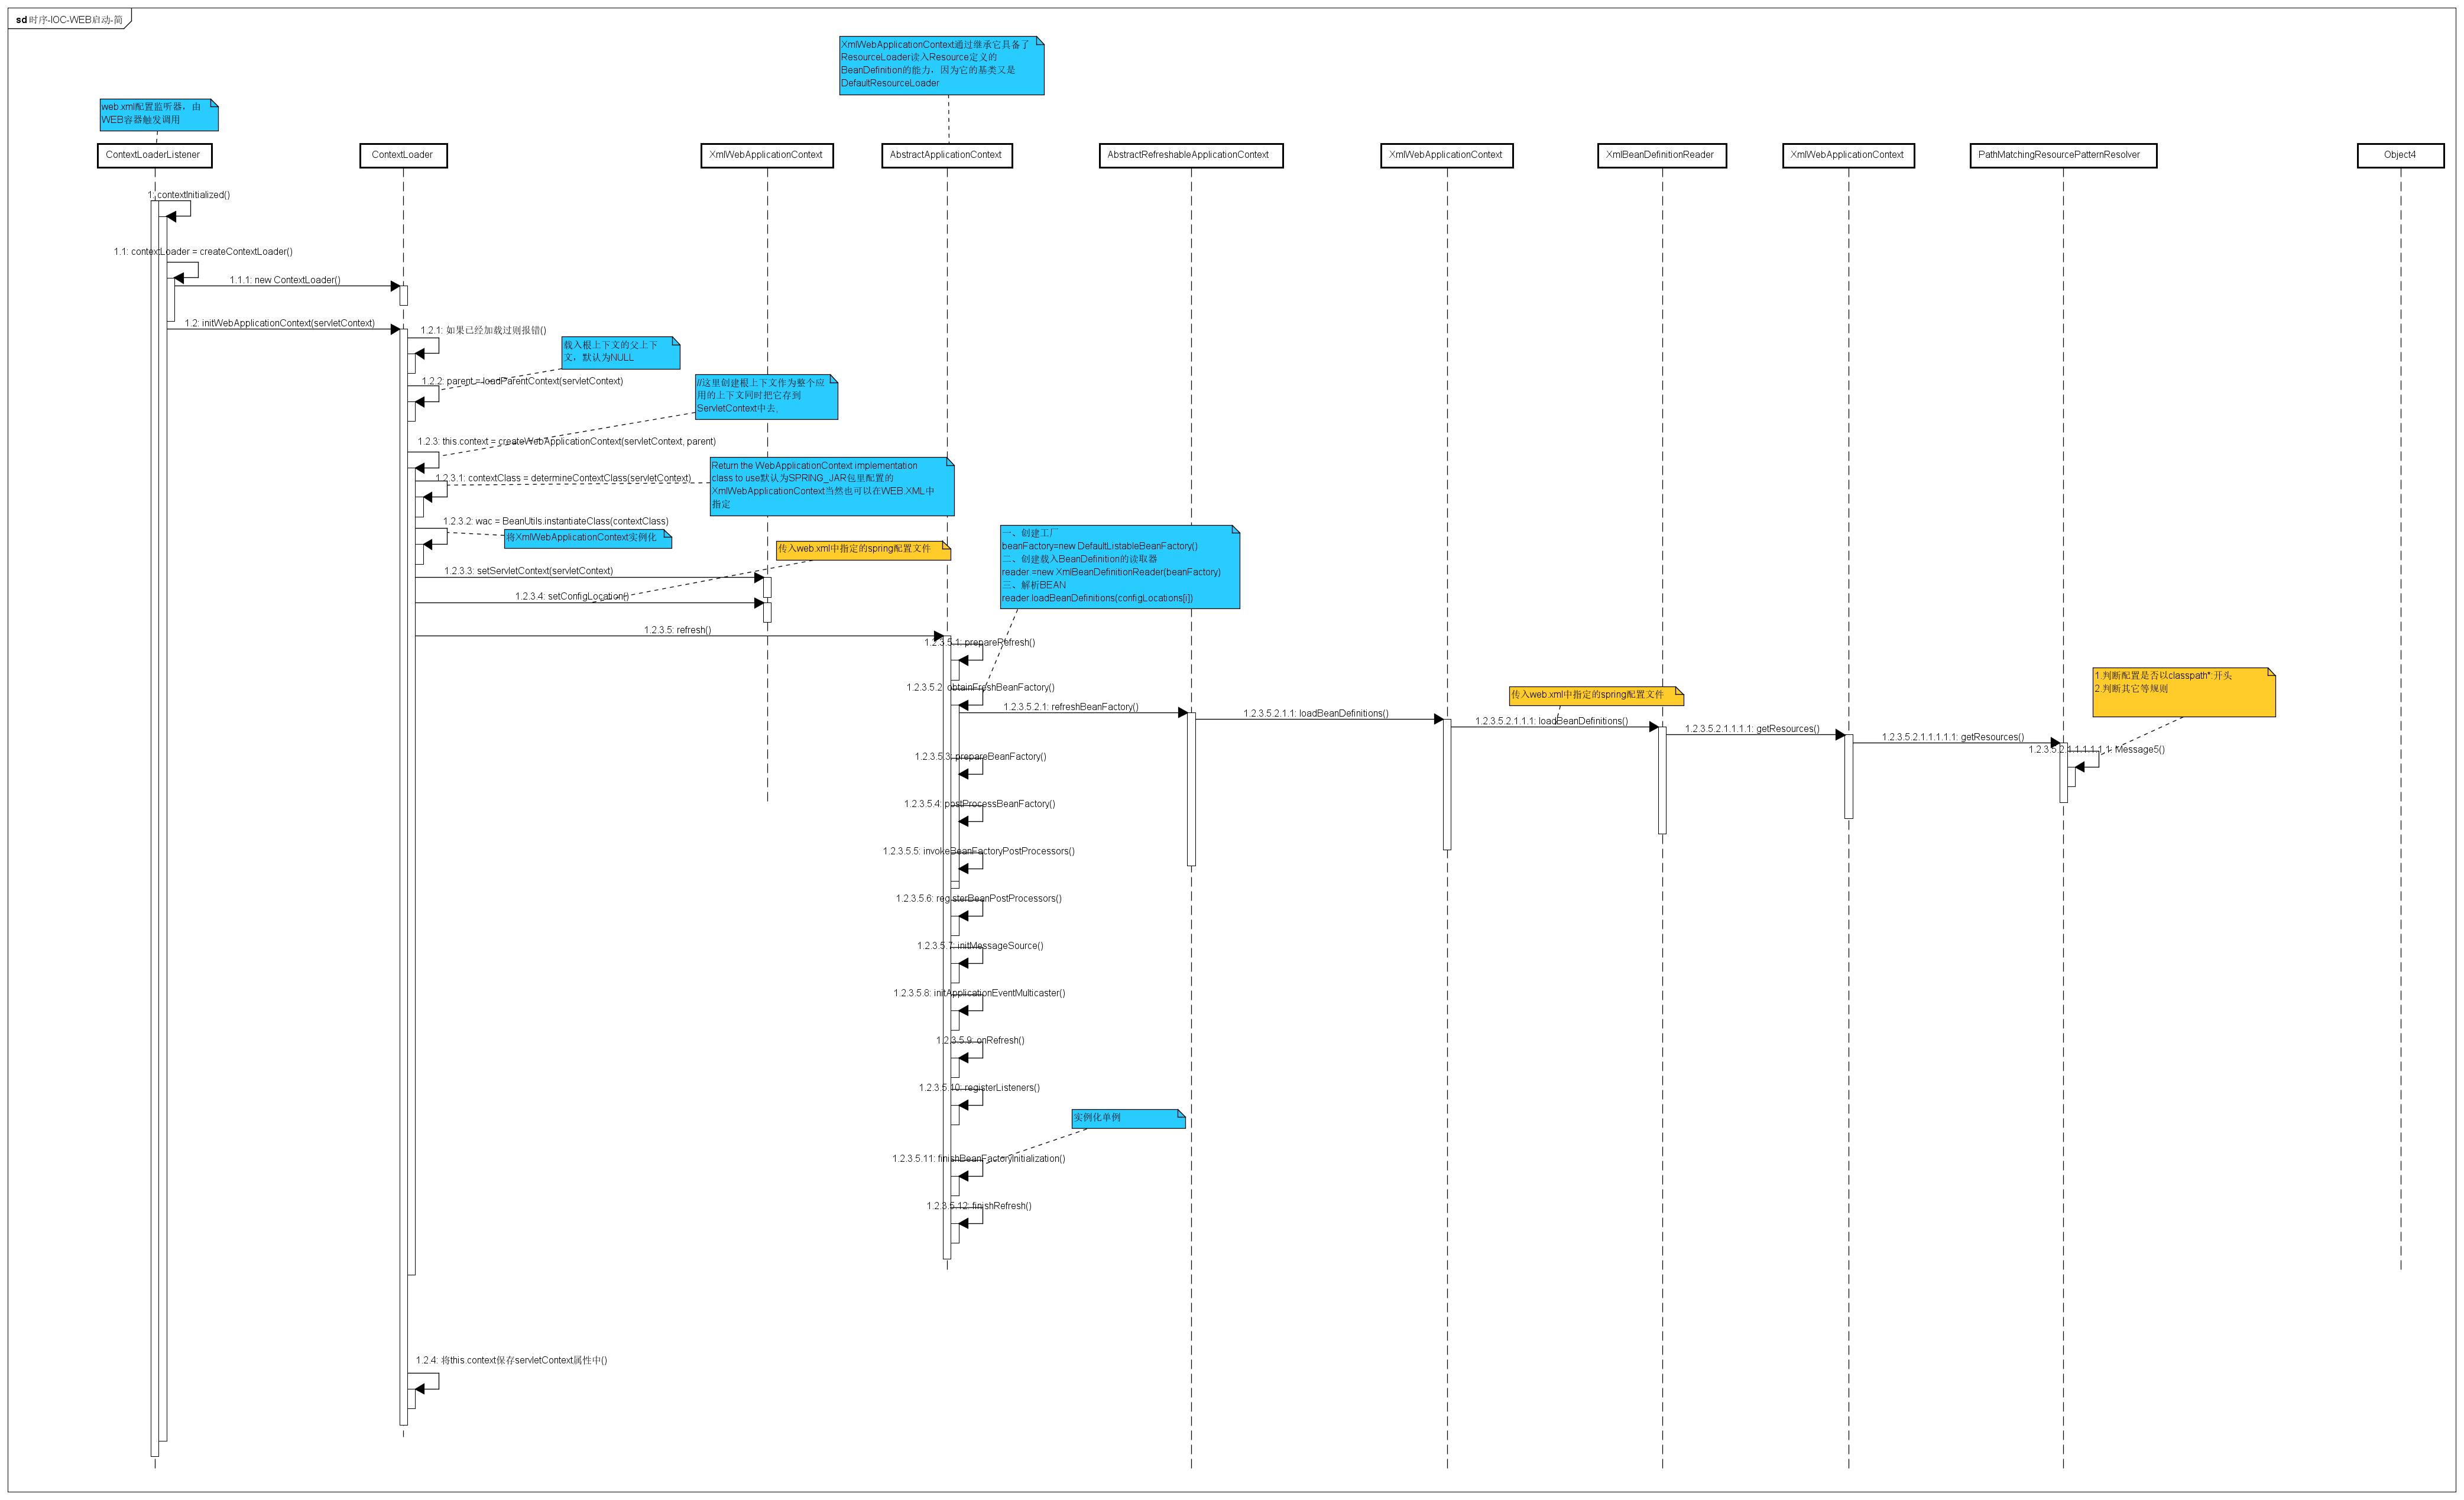 sd 时序-IOC-WEB启动-简
XmlWebApplicationContext通过继承它具备了
ResourceLoader读入Resource定义的
BeanDefinition的能力，因为它的基类又是
DefaultResourceLoader
web.xml配置监听器，由
WEB容器触发调用
ContextLoaderListener
ContextLoader
XmlWebApplicationContext
AbstractApplicationContext
AbstractRefreshableApplicationContext
XmlWebApplicationContext
XmlBeanDefinitionReader
XmlWebApplicationContext
PathMatchingResourcePatternResolver
Object4
1: contextInitialized()
1.1: contextLoader = createContextLoader()
1.1.1: new ContextLoader()
1.2: initWebApplicationContext(servletContext)
1.2.1: 如果已经加载过则报错()
载入根上下文的父上下
文，默认为NULL
1.2.2: parent = loadParentContext(servletContext)
//这里创建根上下文作为整个应
用的上下文同时把它存到
ServletContext中去,
1.2.3: this.context = createWebApplicationContext(servletContext, parent)
Return the WebApplicationContext implementation
class to use默认为SPRING_JAR包里配置的
XmlWebApplicationContext当然也可以在WEB.XML中
指定
1.2.3.1: contextClass = determineContextClass(servletContext)
1.2.3.2: wac = BeanUtils.instantiateClass(contextClass)
将XmlWebApplicationContext实例化
传入web.xml中指定的spring配置文件
一、创建工厂
beanFactory=new DefaultListableBeanFactory()
二、创建载入BeanDefinition的读取器
reader.=new XmlBeanDefinitionReader(beanFactory)
三、解析BEAN
reader.loadBeanDefinitions(configLocations[i])
1.2.3.3: setServletContext(servletContext)
1.2.3.4: setConfigLocation()
1.2.3.5: refresh()
1.2.3.5.1: prepareRefresh()
1.2.3.5.2: obtainFreshBeanFactory()
1.2.3.5.2.1: refreshBeanFactory()
1.2.3.5.2.1.1: loadBeanDefinitions()
传入web.xml中指定的spring配置文件
1.2.3.5.2.1.1.1: loadBeanDefinitions()
1.2.3.5.2.1.1.1.1: getResources()
1.2.3.5.2.1.1.1.1.1: getResources()
1.判断配置是否以classpath*:开头
2.判断其它等规则
1.2.3.5.2.1.1.1.1.1.1: Message5()
1.2.3.5.3: prepareBeanFactory()
1.2.3.5.4: postProcessBeanFactory()
1.2.3.5.5: invokeBeanFactoryPostProcessors()
1.2.3.5.6: registerBeanPostProcessors()
1.2.3.5.7: initMessageSource()
1.2.3.5.8: initApplicationEventMulticaster()
1.2.3.5.9: onRefresh()
1.2.3.5.10: registerListeners()
实例化单例
1.2.3.5.11: finishBeanFactoryInitialization()
1.2.3.5.12: finishRefresh()
1.2.4: 将this.context保存servletContext属性中()